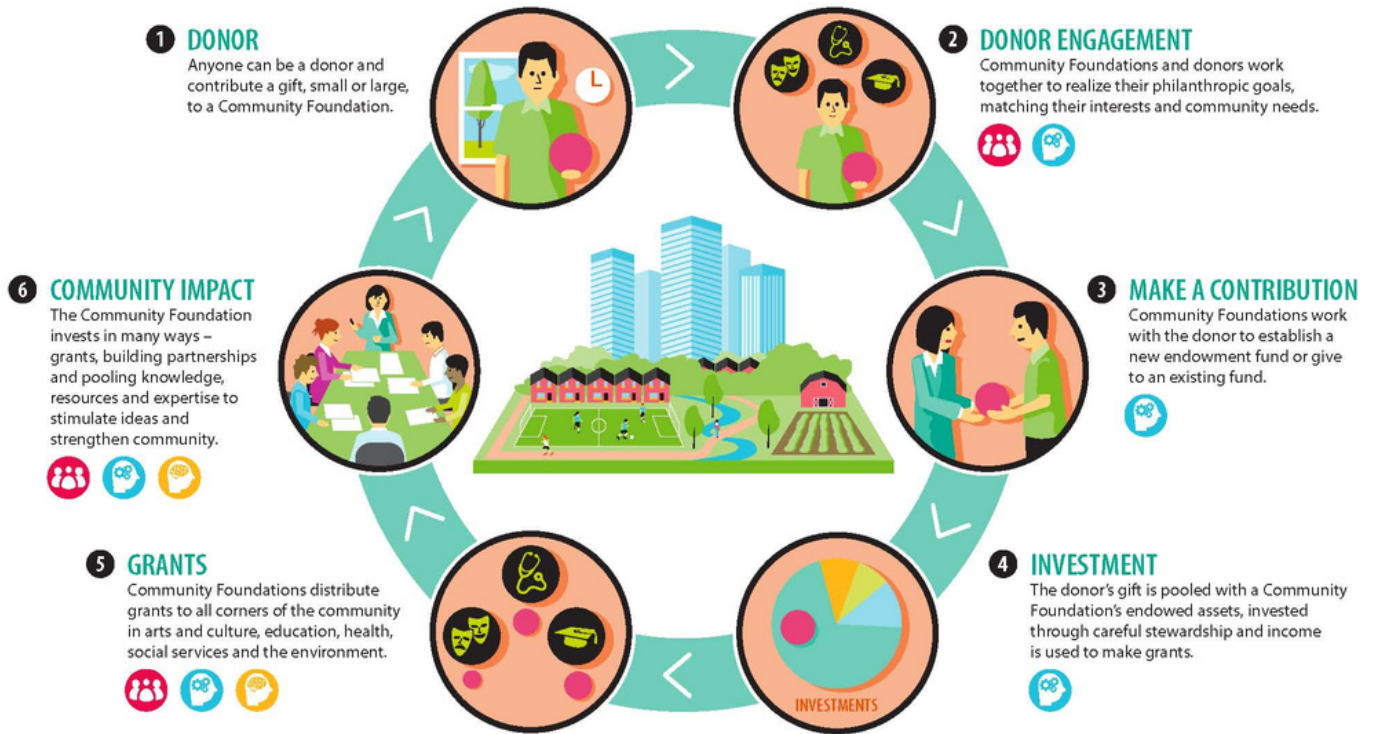 1 DONOR
Anyone can be a donor and
contribute a gift, small or large,
to a Community Foundation.
2 DONOR ENGAGEMENT
Community Foundations and donors work
together to realize their philanthropic goals,
matching their interests and community needs.
3 MAKE A CONTRIBUTION
Community Foundations work
with the donor to establish a
new endowment fund or give
to an existing fund.
4 INVESTMENT
The donor's gift is pooled with a Community
Foundation's endowed assets, invested
through careful stewardship and income
is used to make grants.
INVESTMENTS
5 GRANTS
Community Foundations distribute
grants to all corners of the community
in arts and culture, education, health,
social services and the environment.
6 COMMUNITY IMPACT
The Community Foundation
invests in many ways –
grants, building partnerships
and pooling knowledge,
resources and expertise to
stimulate ideas and
strengthen community.